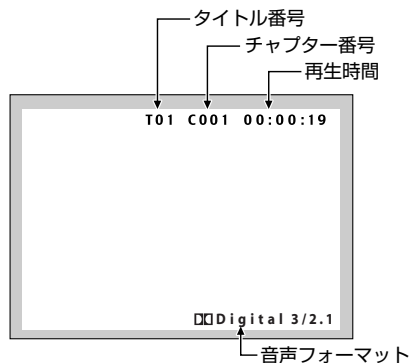 タイトル番号
チャプター番号
再生時間
T01 C001 00:00:19
Digital 3/2.1
音声フォーマット